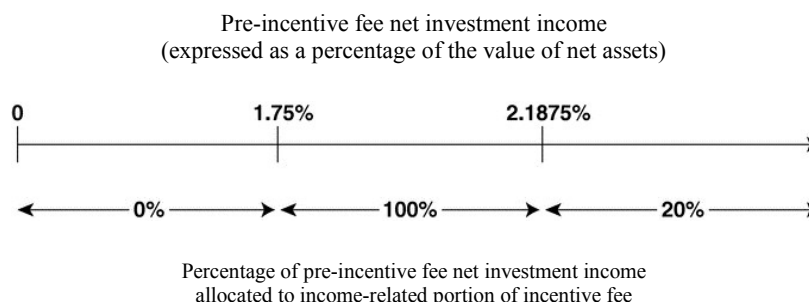 Pre-incentive fee net investment income
(expressed as a percentage of the value of net assets)
0 1.75% 2.1875%
0% 100% 20%
Percentage of pre-incentive fee net investment income
allocated to income-related portion of incentive fee